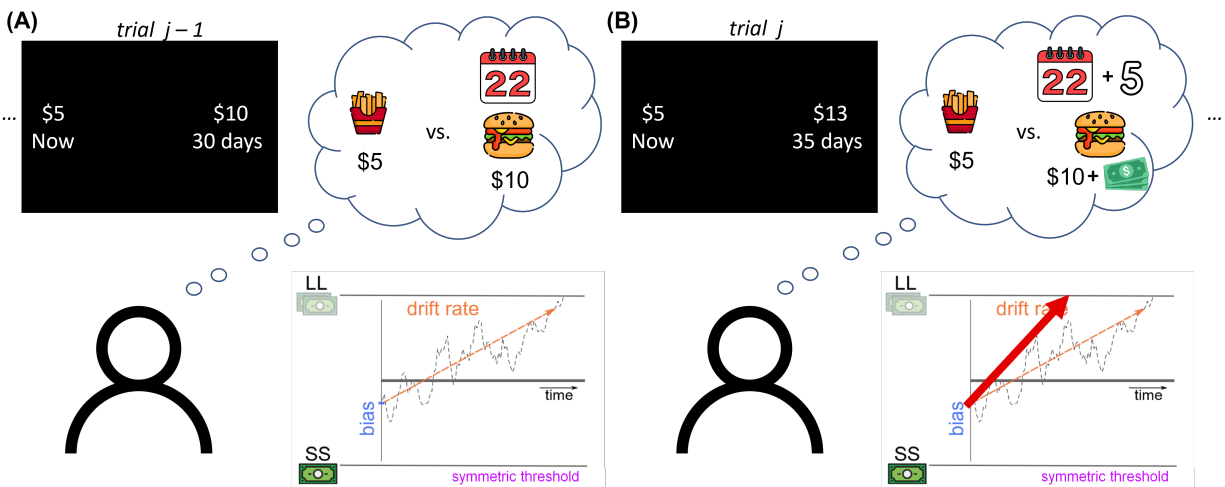 (A)
trial j – 1
...
$5
Now
$10
30 days
22
vs.
$5
$10
LL
drift rate
time
bias
SS
symmetric threshold
(B)
trial j
$5
Now
$13
35 days
22 + 5
vs.
$5
$10+
$
...
LL
drift rate
time
bias
SS
symmetric threshold